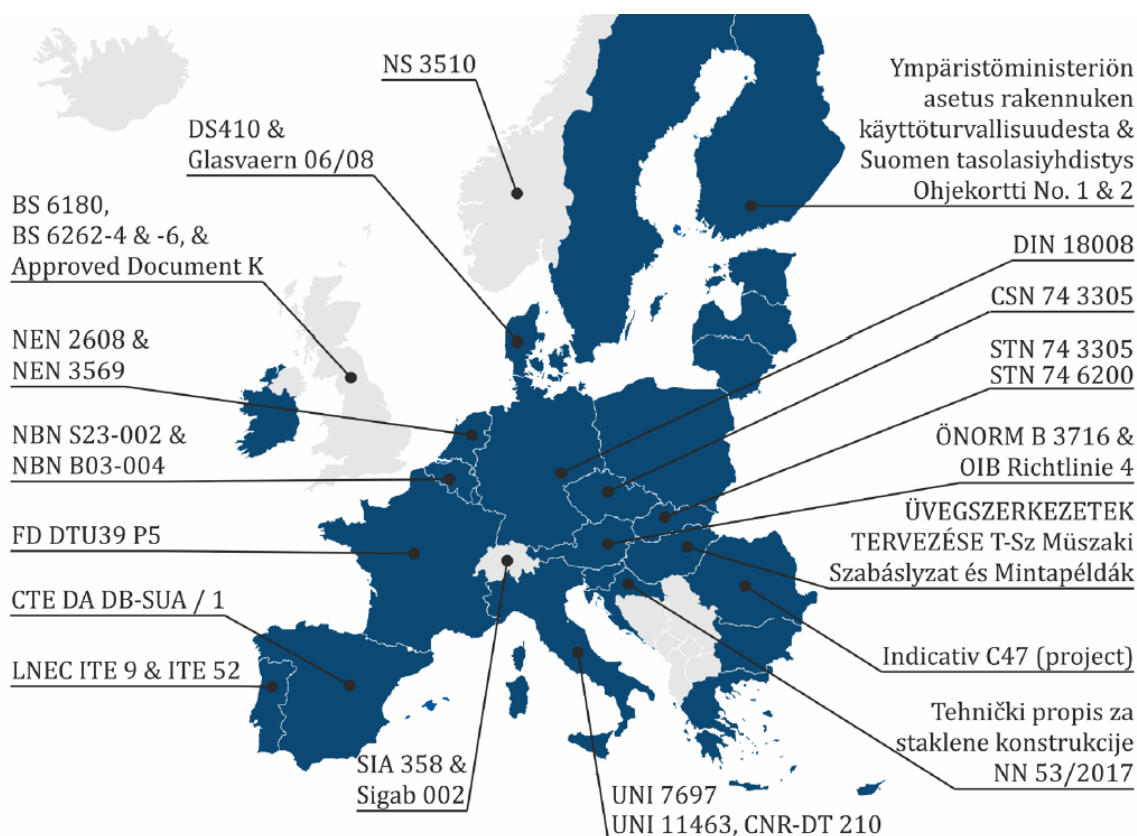 NS 3510
DS410 &
Glasvaern 06/08
BS 6180,
BS 6262-4 & -6, &
Approved Document K
NEN 2608 &
NEN 3569
NBN S23-002 &
NBN B03-004
FD DTU39 P5
CTE DA DB-SUA / 1
LNEC ITE 9 & ITE 52
SIA 358 &
Sigab 002
UNI 7697
UNI 11463, CNR-DT 210
Ympäristöministeriön
asetus rakennuken
käyttöturvallisuudesta &
Suomen tasolasiyhdistys
Ohjekortti No. 1 & 2
DIN 18008
CSN 74 3305
STN 74 3305
STN 74 6200
ÖNORM B 3716 &
OIB Richtlinie 4
ÜVEGSZERKEZETEK
TERVEZÉSE T-Sz Müszaki
Szabáslyzat és Mintapéldák
Indicativ C47 (project)
Tehnički propis za
staklene konstrukcije
NN 53/2017